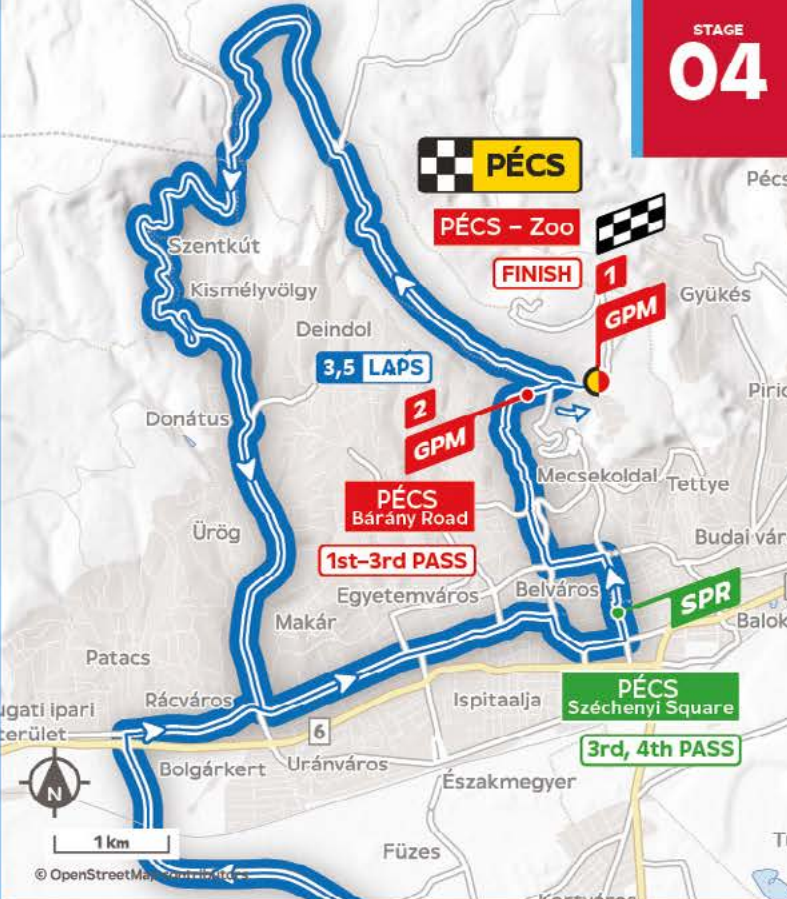 STAGE
04
PÉCS
PÉCS – Zoo
FINISH
1
GPM
Pécs
Gyükés
Szentkút
Kismélyvölgy
Deindol
3,5 LAPS
2
GPM
Donátus
Piric
PÉCS
Bárány Road
Mecsekoldal
Tettye
Ürög
1st–3rd PASS
Budai vár
Egyetemváros
Belváros
SPR
Makár
Balok
Patacs
ugati ipari
terület
Rácváros
Ispitaalja
PÉCS
Széchenyi Square
6
3rd, 4th PASS
Bolgárkert
Uránváros
Északmegyer
N
1 km
Füzes
© OpenStreetMap contributors